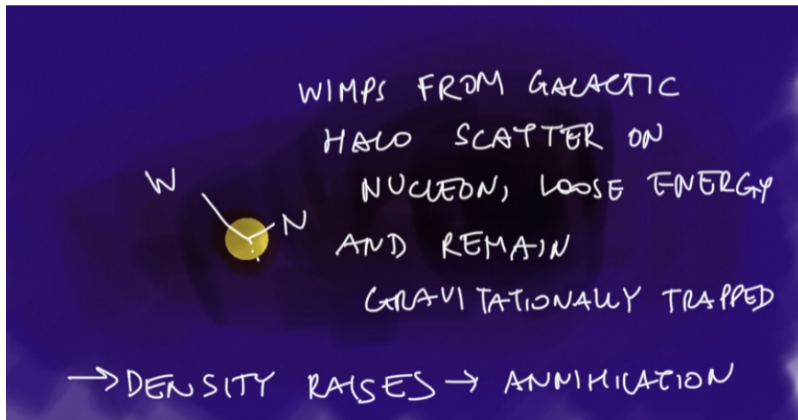 WIMPS FROM GALACTIC
HALO SCATTER ON
NUCLEON, LOOSE ENERGY
AND REMAIN
GRAVITATIONALLY TRAPPED
W
N
→ DENSITY RAISES → ANNIHILATION